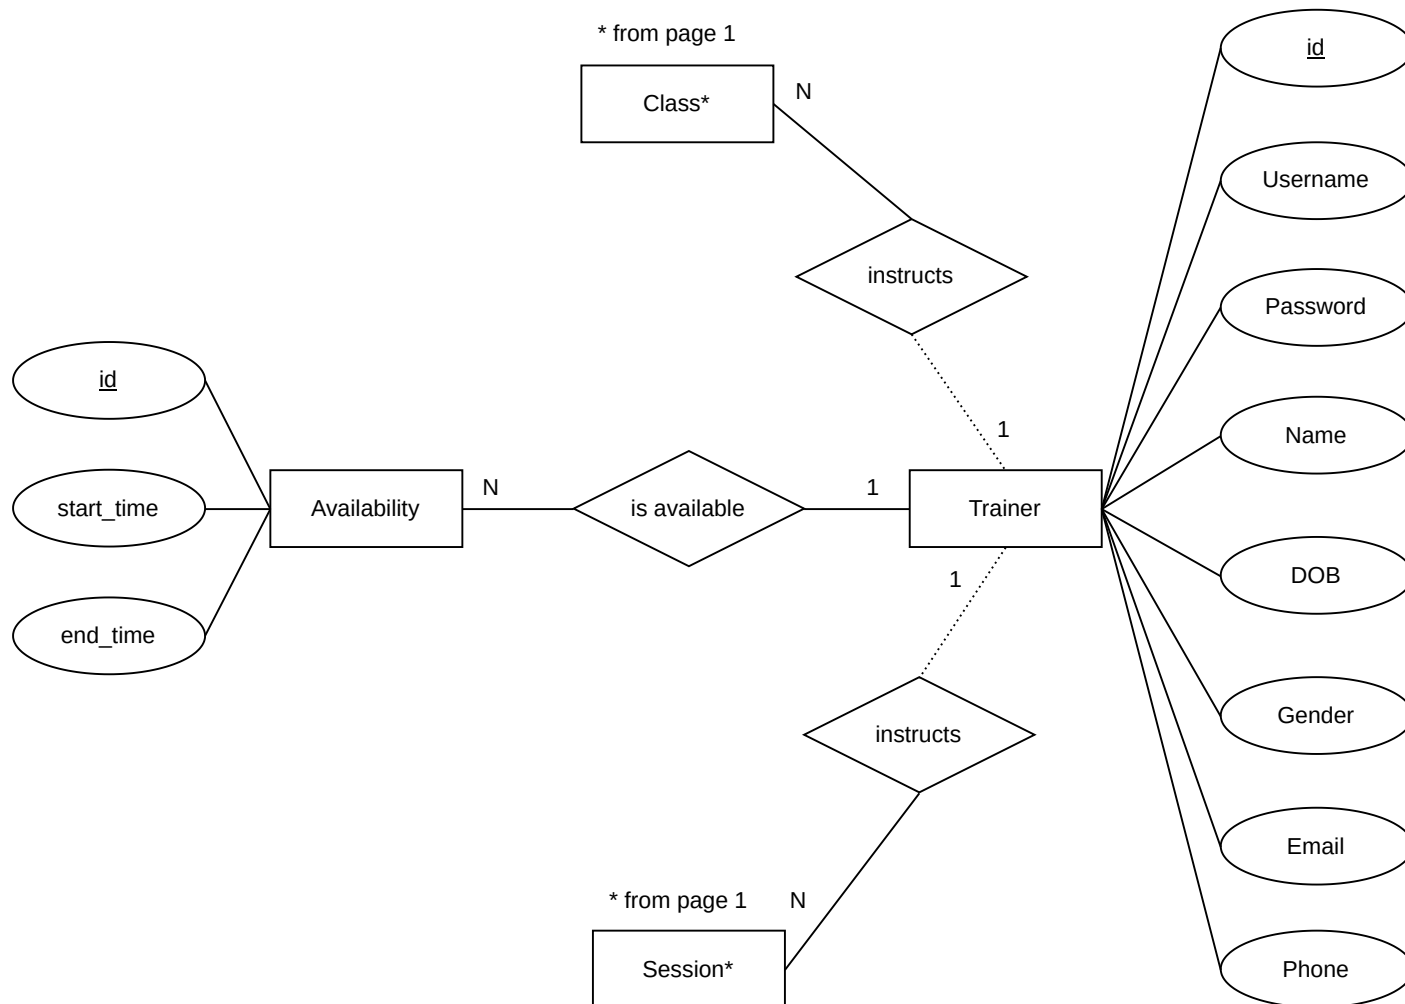 * from page 1
Class*
N
instructs
1
id
Username
Password
Name
DOB
Gender
Email
Phone
id
start_time
end_time
Availability
N
is available
1
Trainer
1
instructs
* from page 1
N
Session*